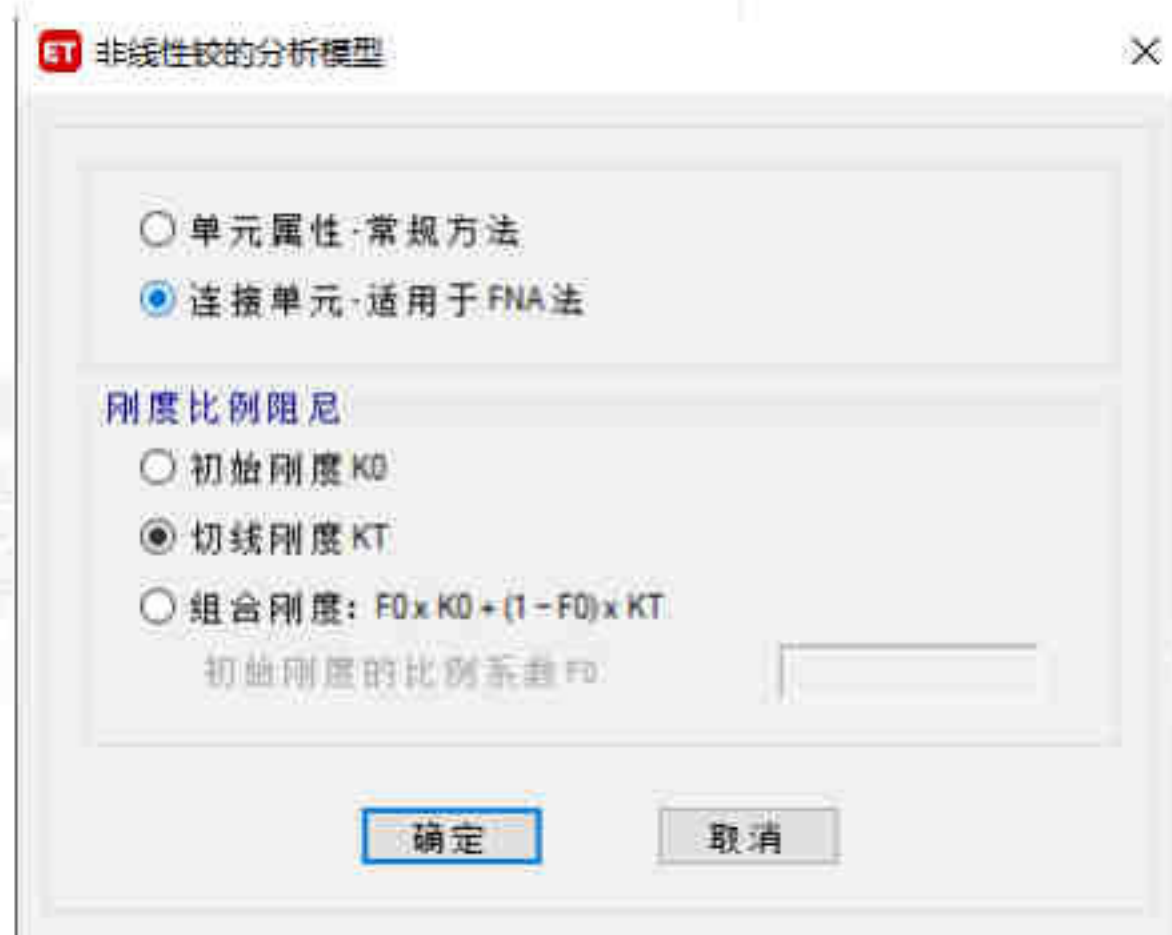 ET 非线性铰的分析模型
单元属性-常规方法
连接单元-适用于FNA法
刚度比例阻尼
初始刚度K0
切线刚度KT
组合刚度: F0 x K0 + (1 - F0) x KT
初始刚度的比例系数F0
确定 取消